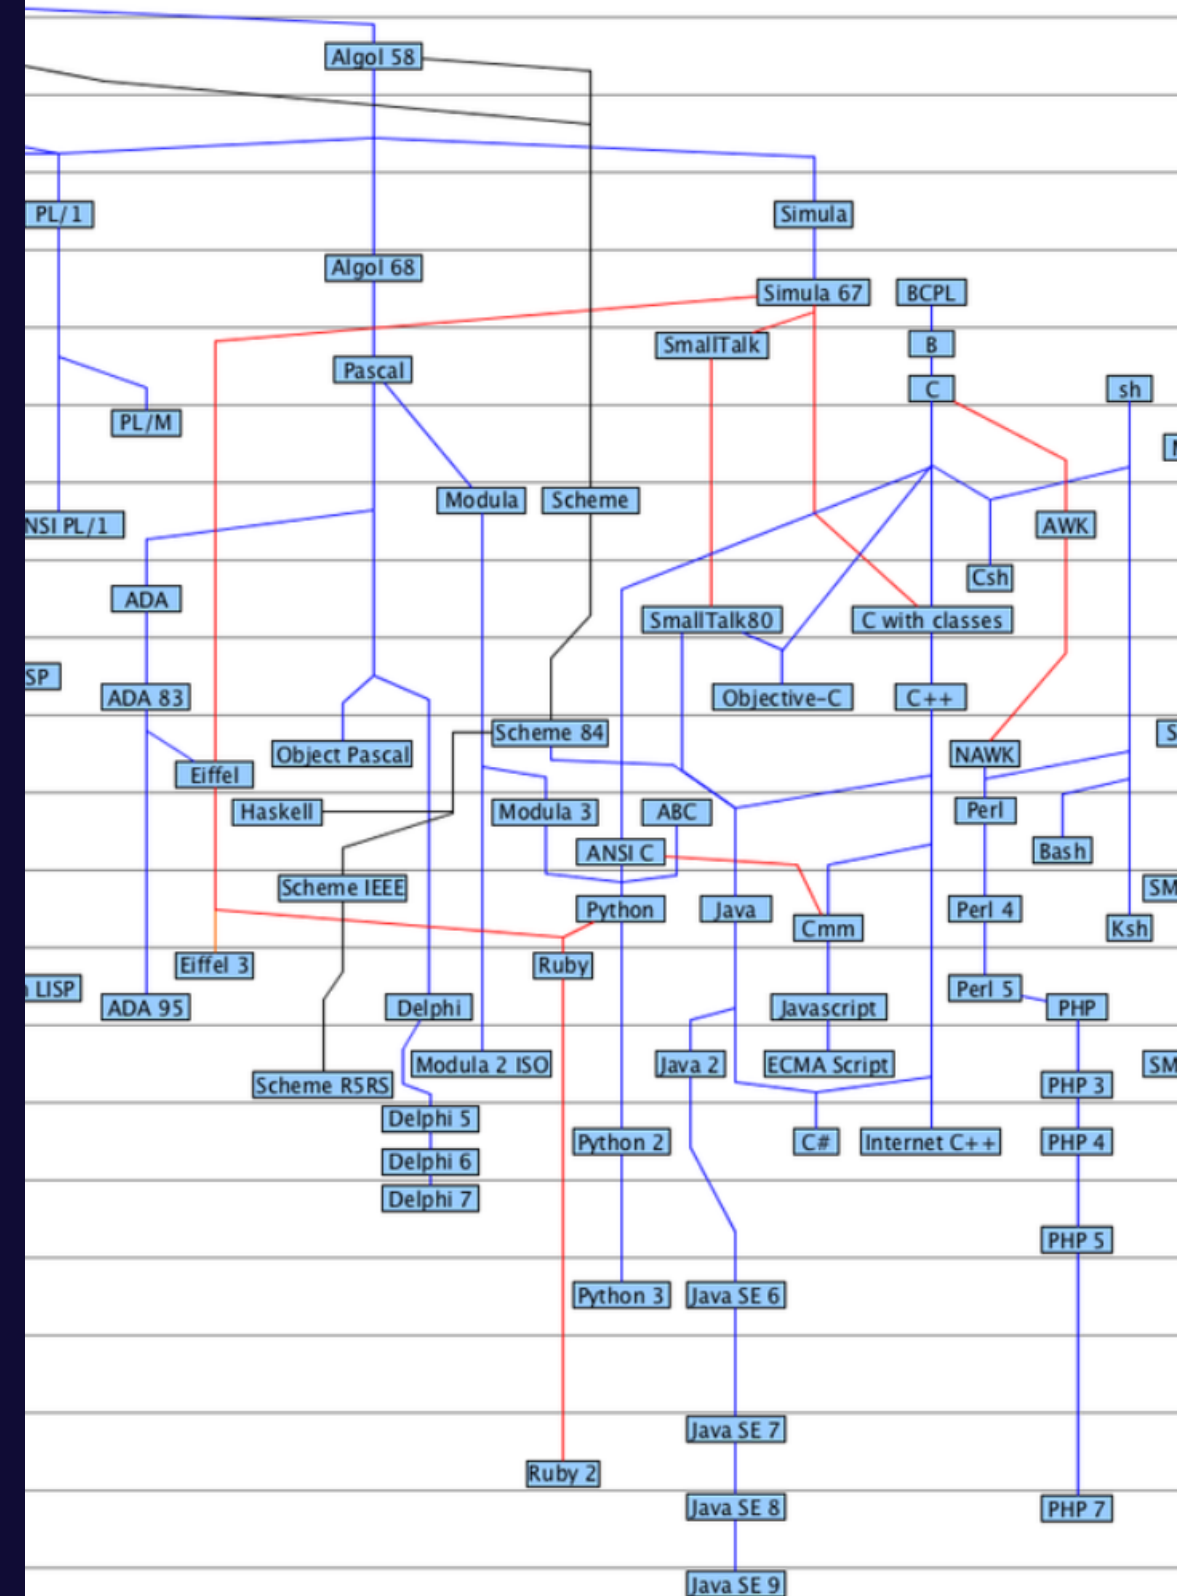 Algol 58
PL/1
Simula
Algol 68
Simula 67
BCPL
SmallTalk
B
Pascal
C
sh
PL/M
Modula
Scheme
NSI PL/1
AWK
Csh
ADA
SmallTalk80
C with classes
SP
ADA 83
Objective-C
C++
Scheme 84
S
Object Pascal
NAWK
Eiffel
Haskell
Modula 3
ABC
Perl
ANSI C
Bash
Scheme IEEE
SM
Python
Java
Perl 4
Cmm
Ksh
Eiffel 3
Ruby
LISP
Perl 5
ADA 95
Delphi
Javascript
PHP
Modula 2 ISO
Java 2
ECMA Script
SM
Scheme R5RS
PHP 3
Delphi 5
Python 2
C#
Internet C++
PHP 4
Delphi 6
Delphi 7
PHP 5
Python 3
Java SE 6
Java SE 7
Ruby 2
Java SE 8
PHP 7
Java SE 9